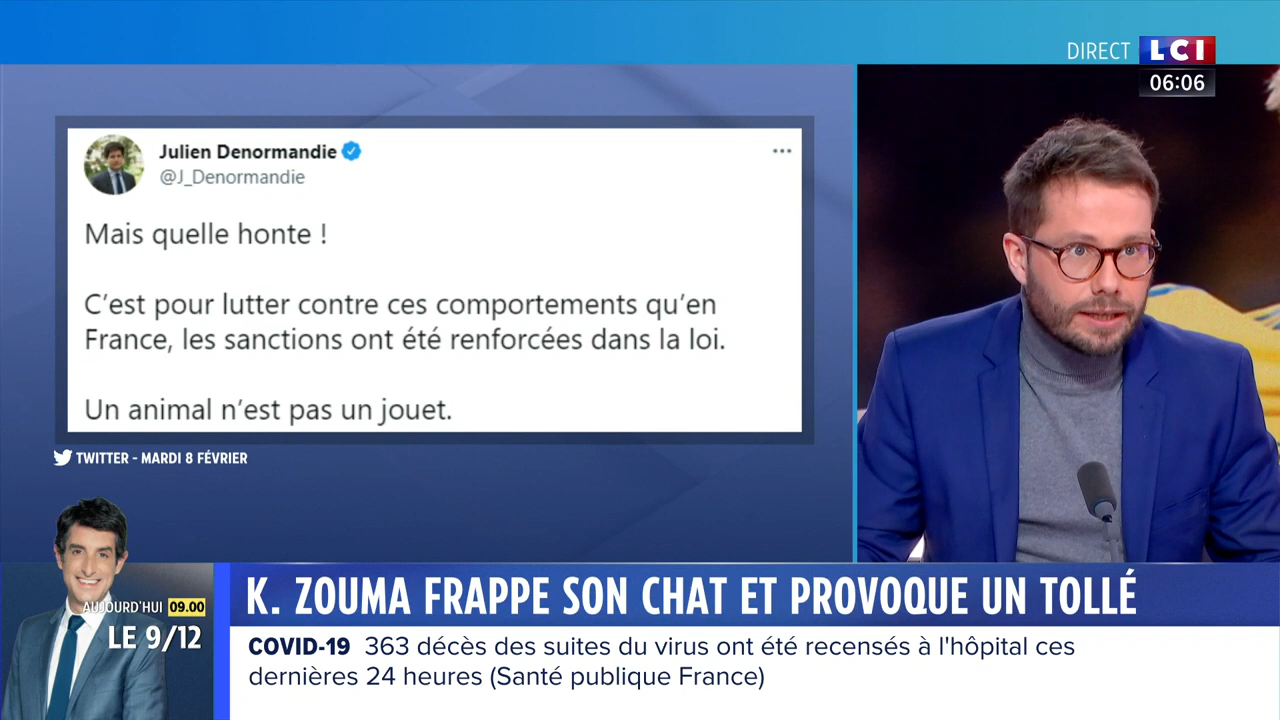 DIRECT LCI
06:06
Julien Denormandie
@J_Denormandie
Mais quelle honte !
C'est pour lutter contre ces comportements qu'en
France, les sanctions ont été renforcées dans la loi.
Un animal n'est pas un jouet.
TWITTER - MARDI 8 FÉVRIER
AUJOURD'HUI 09.00
LE 9/12
K. ZOUMA FRAPPE SON CHAT ET PROVOQUE UN TOLLÉ
COVID-19 363 décès des suites du virus ont été recensés à l'hôpital ces
dernières 24 heures (Santé publique France)